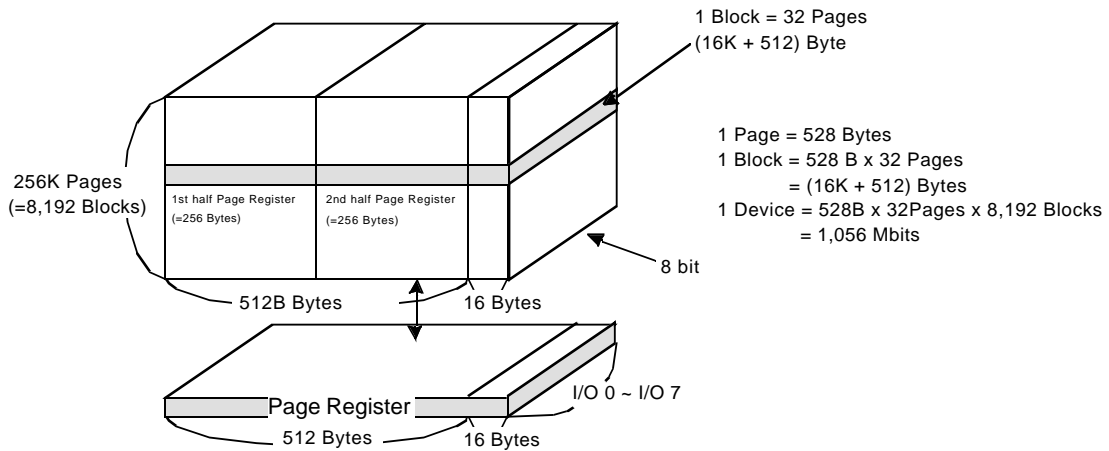 1 Block = 32 Pages
(16K + 512) Byte
1 Page = 528 Bytes
1 Block = 528 B x 32 Pages
= (16K + 512) Bytes
1 Device = 528B x 32Pages x 8,192 Blocks
= 1,056 Mbits
256K Pages
(=8,192 Blocks)
1st half Page Register
(=256 Bytes)
2nd half Page Register
(=256 Bytes)
8 bit
512B Bytes
16 Bytes
I/O 0 ~ I/O 7
Page Register
512 Bytes
16 Bytes